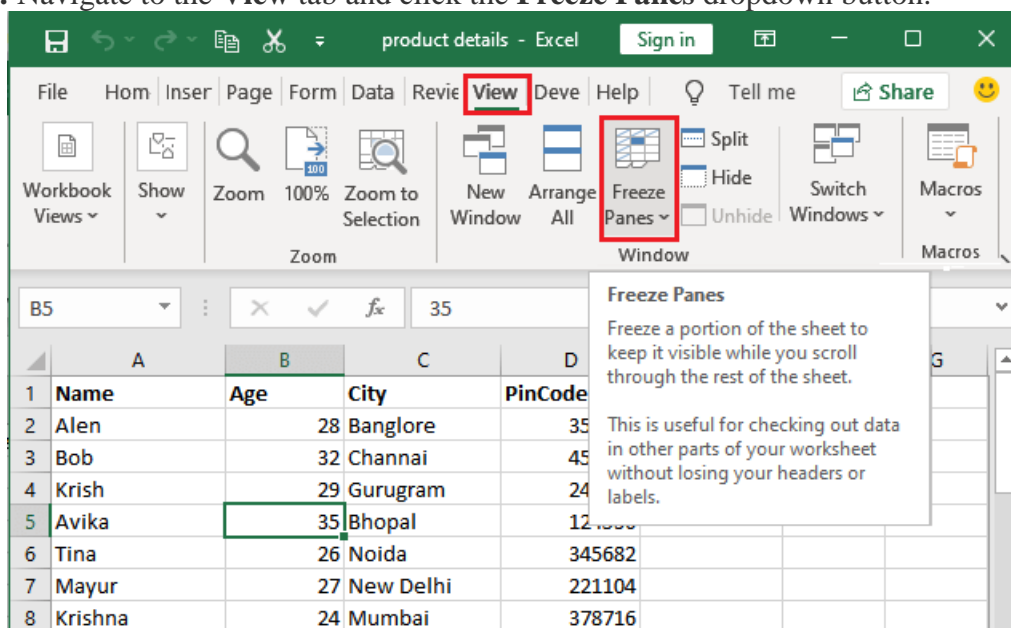 Navigate to the View tab and click the Freeze Panes dropdown button.
product details - Excel Sign in
File Hom Inser Page Form Data Revie View Deve Help Tell me Share
Workbook Views Show Zoom 100% Zoom to Selection New Window Arrange All Freeze Panes Split Hide Unhide Switch Windows Macros
100
Zoom Window Macros
B5 fx 35
Freeze Panes
Freeze a portion of the sheet to
keep it visible while you scroll
through the rest of the sheet.
This is useful for checking out data
in other parts of your worksheet
without losing your headers or
labels.
A B C D G
1 Name Age City PinCode
2 Alen 28 Banglore 35
3 Bob 32 Channai 45
4 Krish 29 Gurugram 24
5 Avika 35 Bhopal
6 Tina 26 Noida 345682
7 Mayur 27 New Delhi 221104
8 Krishna 24 Mumbai 378716